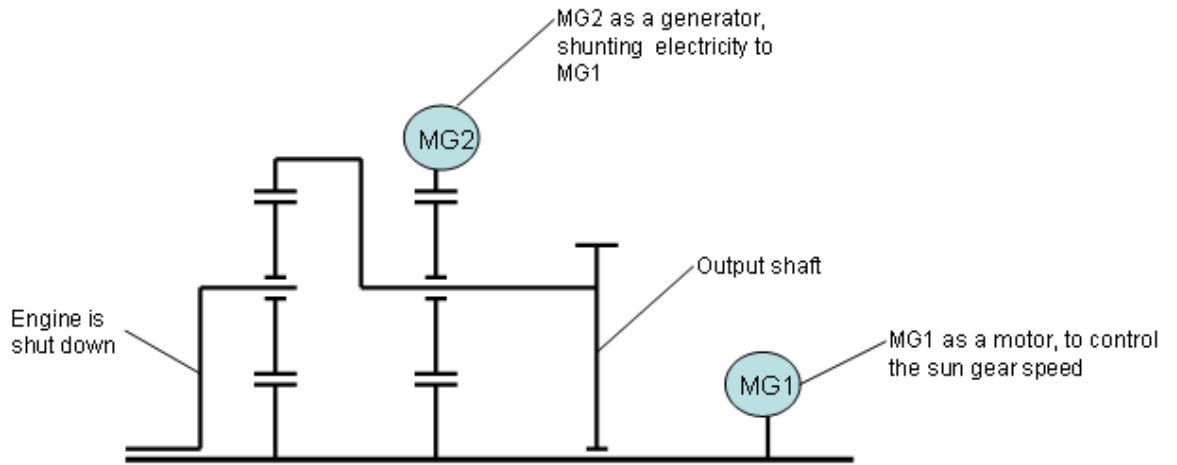 MG2 as a generator,
shunting electricity to
MG1
MG2
Output shaft
Engine is
shut down
MG1 as a motor, to control
the sun gear speed
MG1